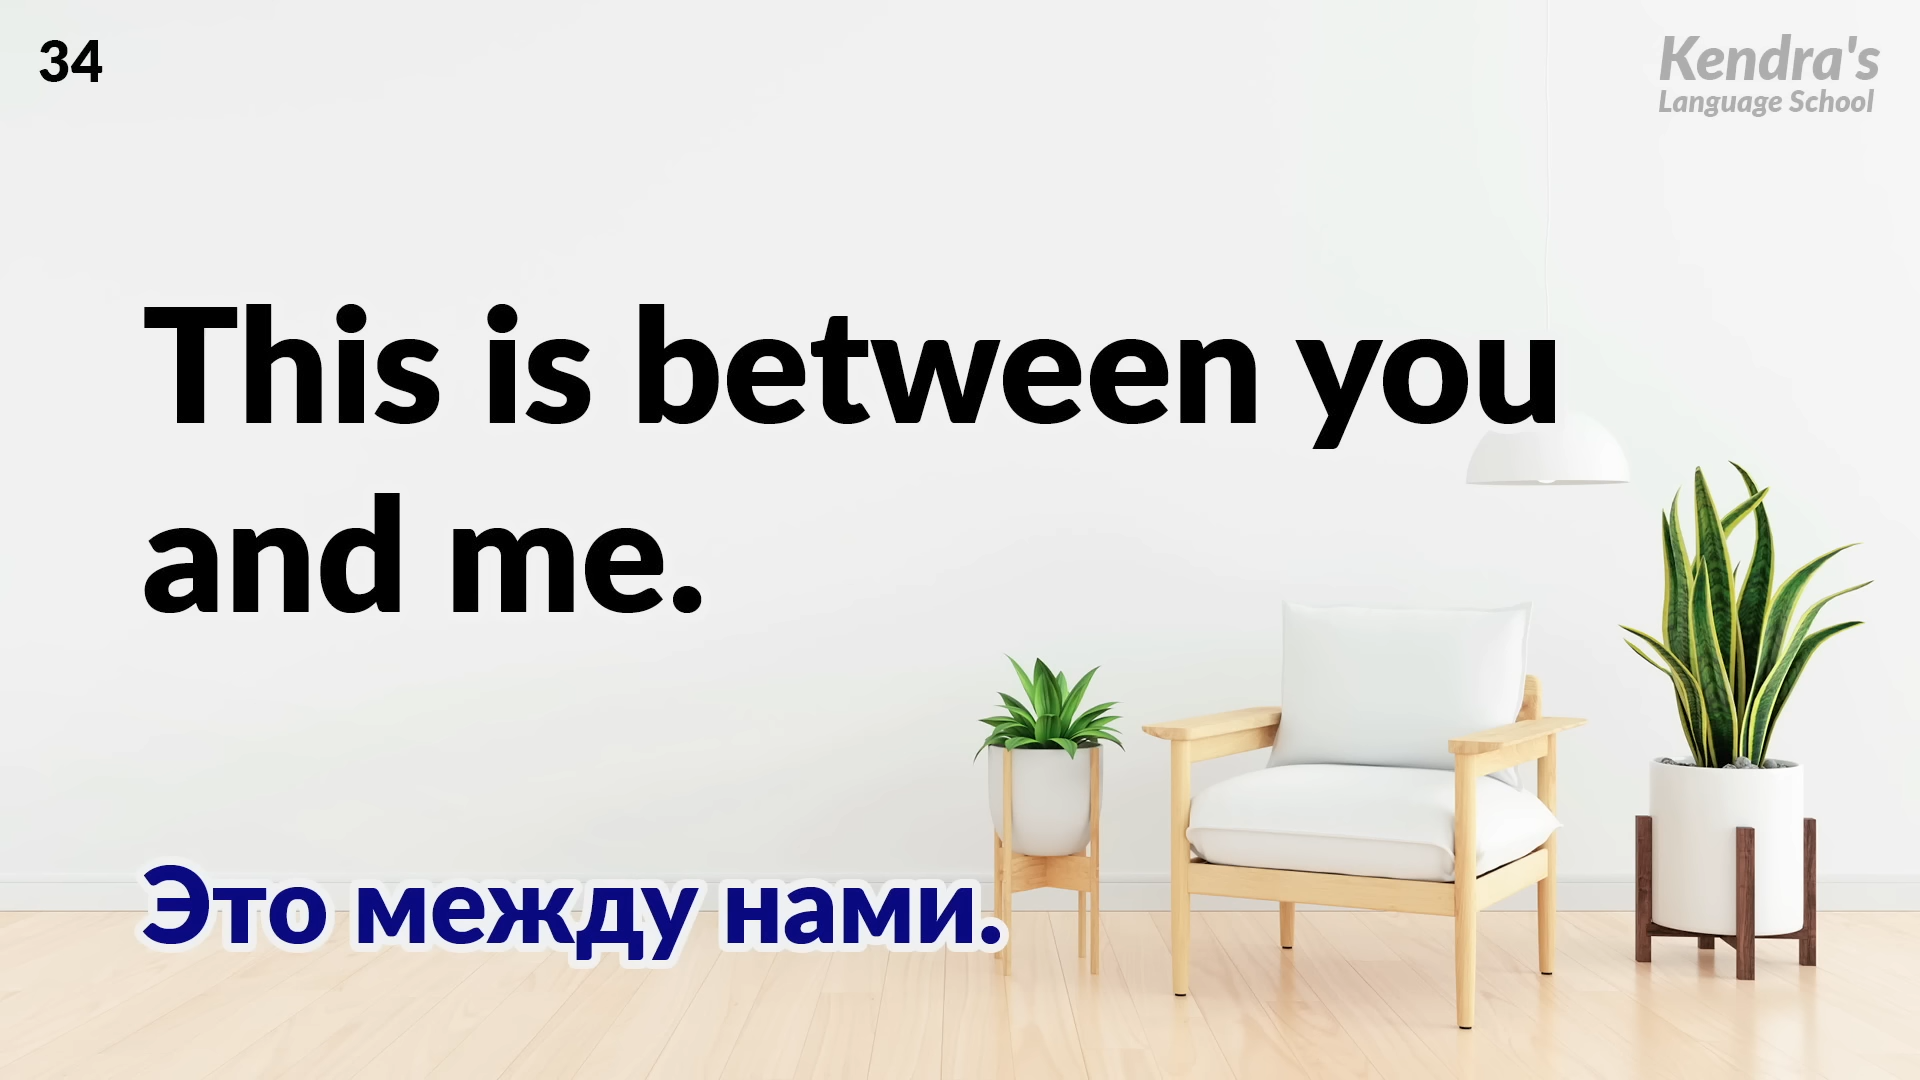 34
Kendra's
Language School
This is between you
and me.
Это между нами.